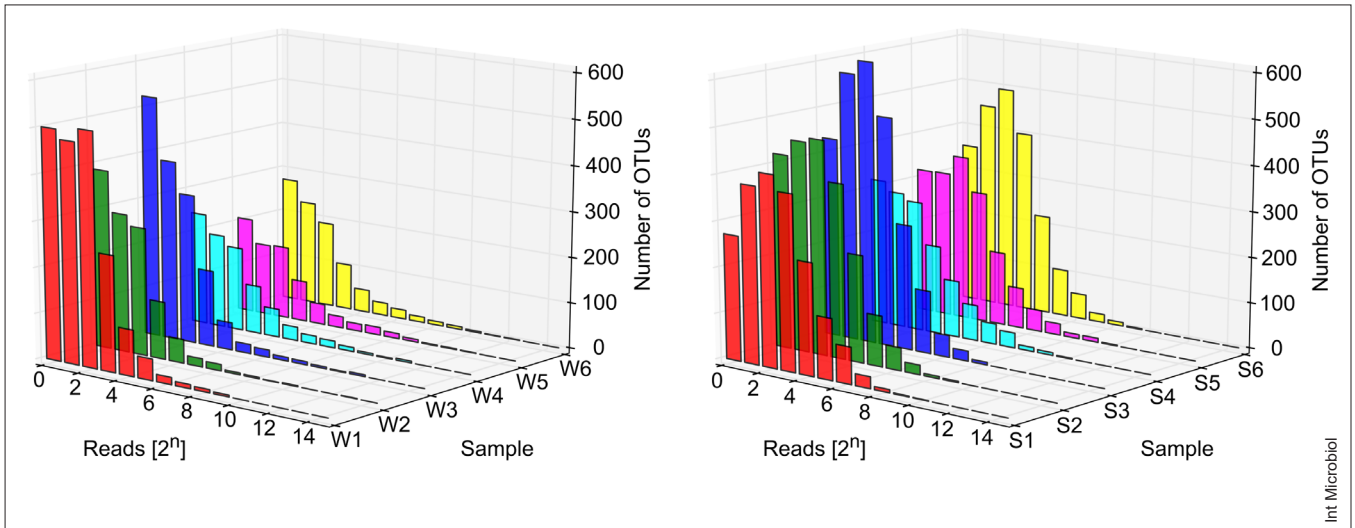 600
500
400
300
200
100
0
Number of OTUs
0 2 4 6 8 10 12 14
W1 W2 W3 W4 W5 W6
Reads [2ⁿ]
Sample
600
500
400
300
200
100
0
Number of OTUs
0 2 4 6 8 10 12 14
S1 S2 S3 S4 S5 S6
Reads [2ⁿ]
Sample
Int Microbiol